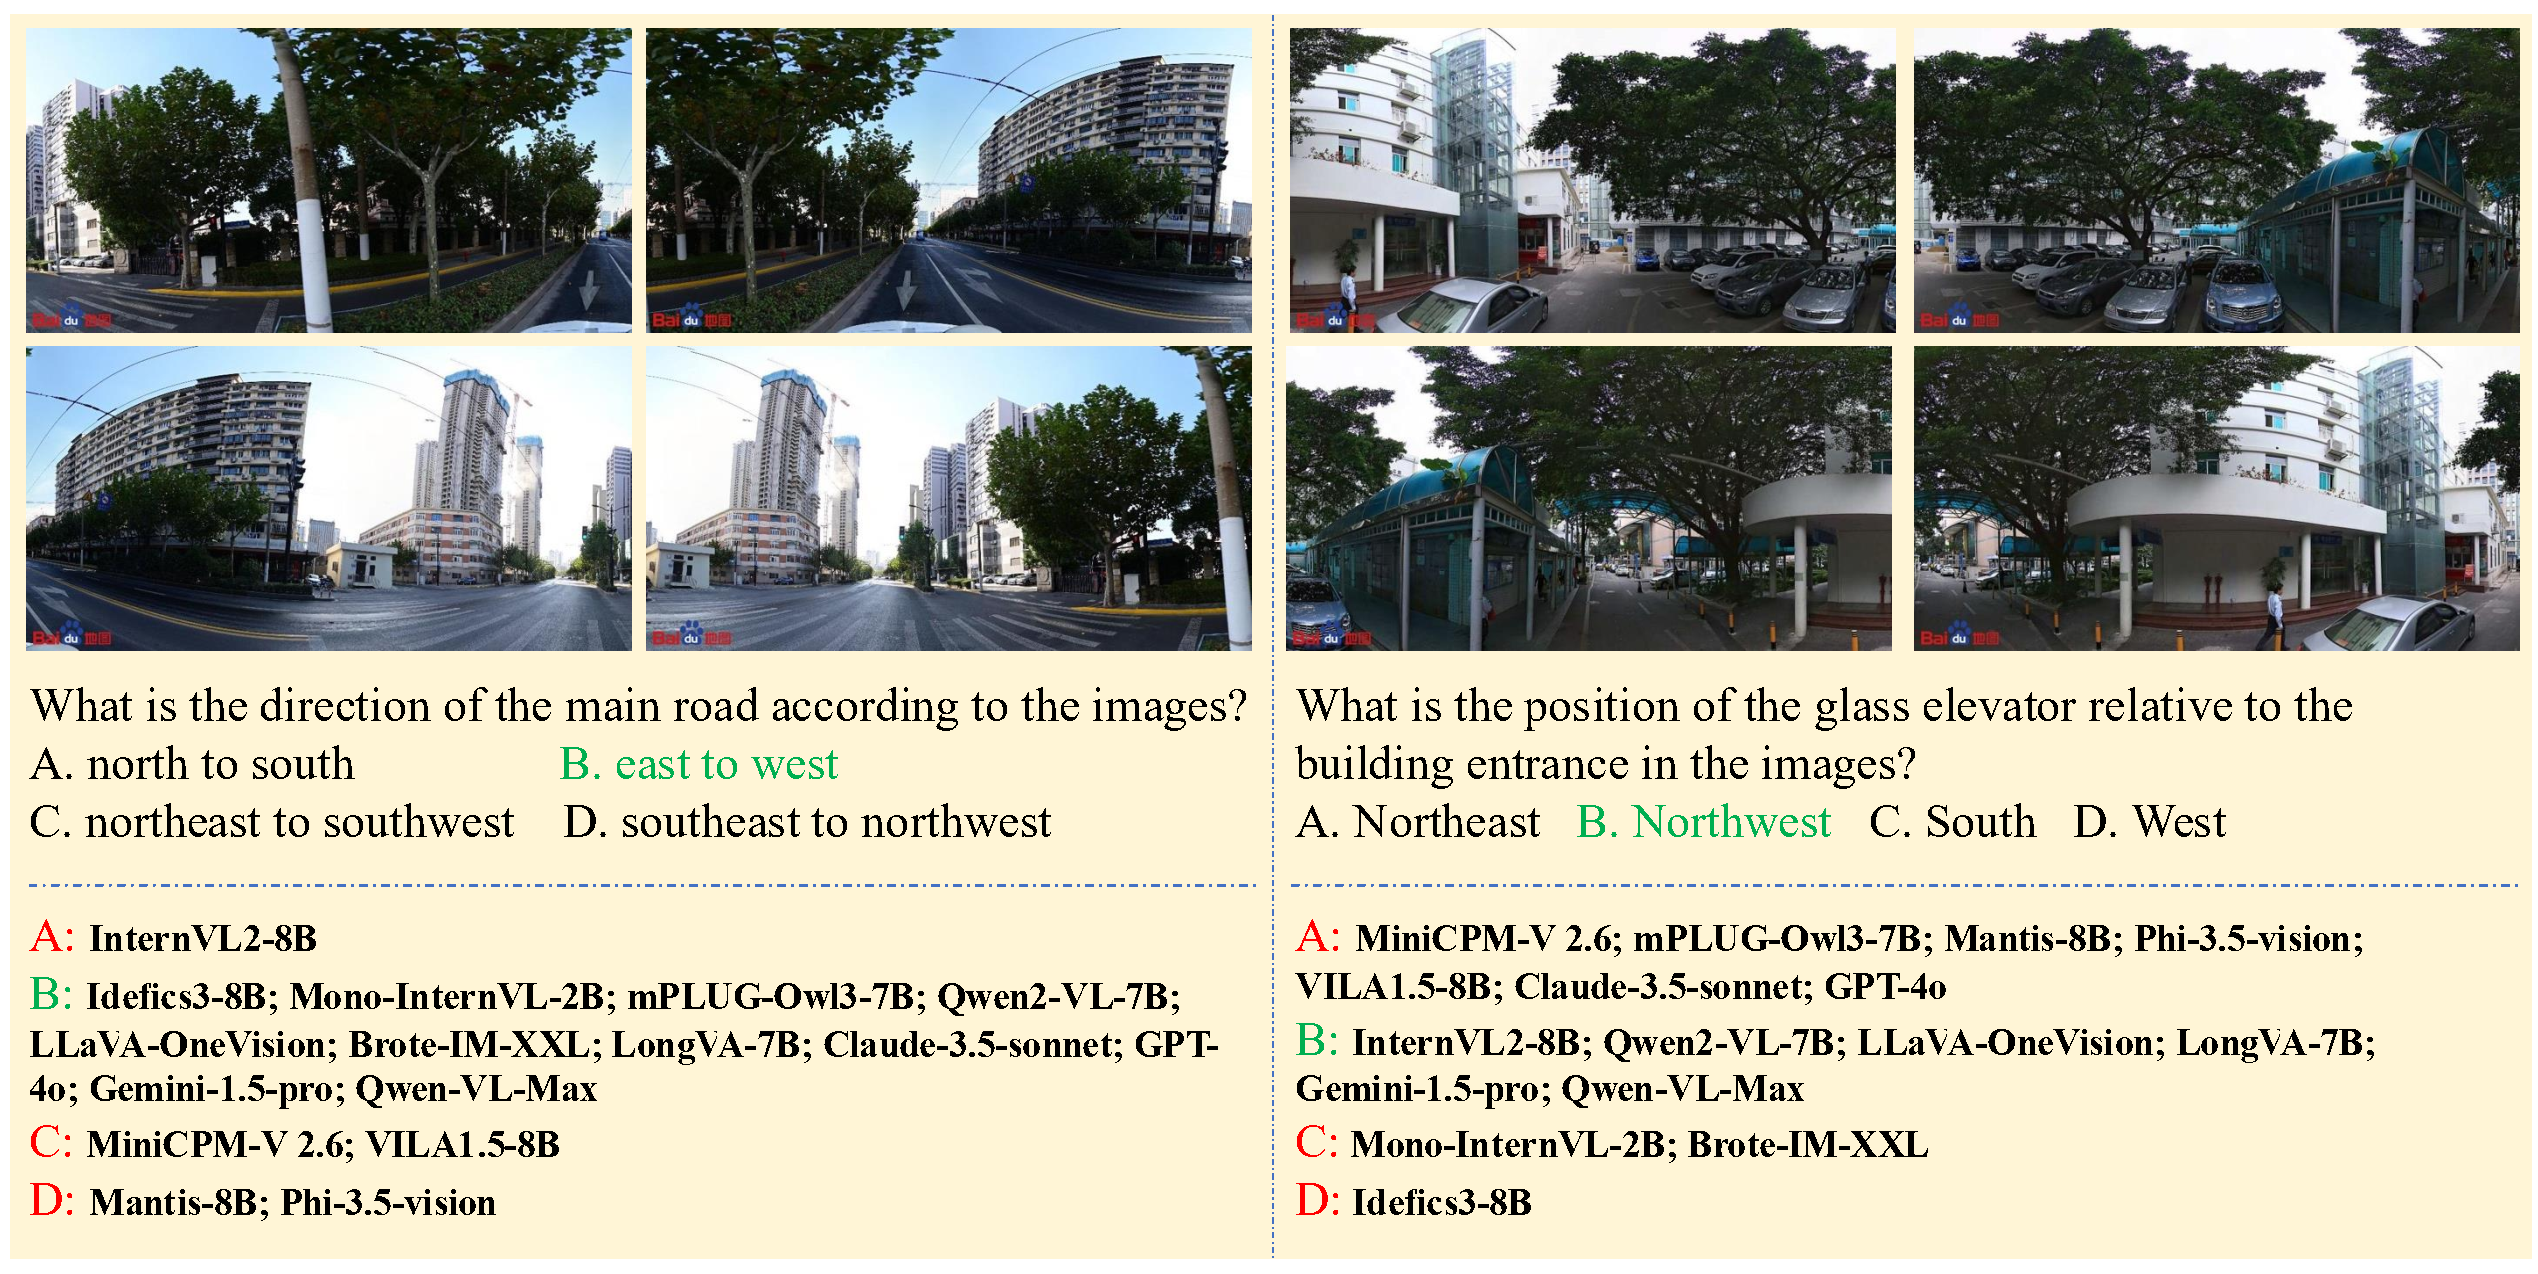 Bai du 地图
Bai du 地图
Bai du 地图
Bai du 地图
What is the direction of the main road according to the images?
A. north to south B. east to west
C. northeast to southwest D. southeast to northwest
A: InternVL2-8B
B: Idefics3-8B; Mono-InternVL-2B; mPLUG-Owl3-7B; Qwen2-VL-7B;
LLaVA-OneVision; Brote-IM-XXL; LongVA-7B; Claude-3.5-sonnet; GPT-
4o; Gemini-1.5-pro; Qwen-VL-Max
C: MiniCPM-V 2.6; VILA1.5-8B
D: Mantis-8B; Phi-3.5-vision
Bai du 地图
Bai du 地图
Bai du 地图
Bai du 地图
What is the position of the glass elevator relative to the
building entrance in the images?
A. Northeast B. Northwest C. South D. West
A: MiniCPM-V 2.6; mPLUG-Owl3-7B; Mantis-8B; Phi-3.5-vision;
VILA1.5-8B; Claude-3.5-sonnet; GPT-4o
B: InternVL2-8B; Qwen2-VL-7B; LLaVA-OneVision; LongVA-7B;
Gemini-1.5-pro; Qwen-VL-Max
C: Mono-InternVL-2B; Brote-IM-XXL
D: Idefics3-8B